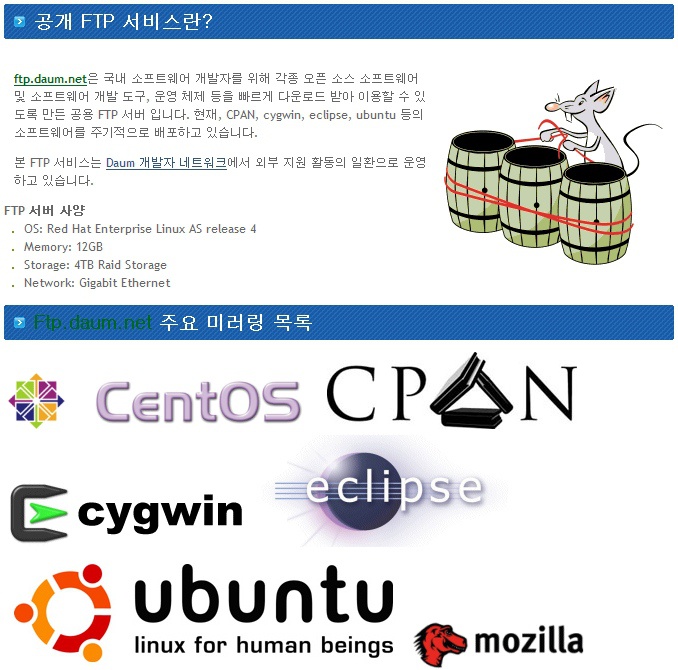 공개 FTP 서비스란?
ftp.daum.net은 국내 소프트웨어 개발자를 위해 각종 오픈 소스 소프트웨어
및 소프트웨어 개발 도구, 운영 체제 등을 빠르게 다운로드 받아 이용할 수 있
도록 만든 공용 FTP 서버 입니다. 현재, CPAN, cygwin, eclipse, ubuntu 등의
소프트웨어를 주기적으로 배포하고 있습니다.
본 FTP 서비스는 Daum 개발자 네트워크에서 외부 지원 활동의 일환으로 운영
하고 있습니다.
FTP 서버 사양
OS: Red Hat Enterprise Linux AS release 4
Memory: 12GB
Storage: 4TB Raid Storage
Network: Gigabit Ethernet
Ftp.daum.net 주요 미러링 목록
CentOS
CPAN
cygwin
eclipse
ubuntu
linux for human beings
mozilla